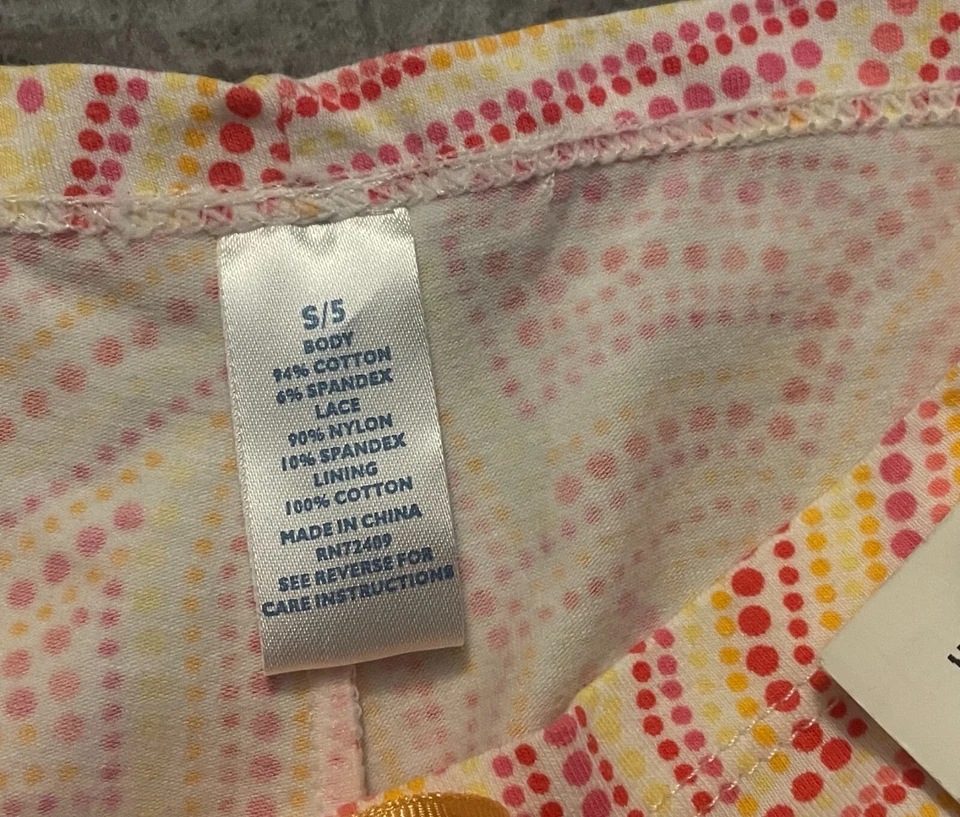 S/5
BODY
94% COTTON
6% SPANDEX
LACE
90% NYLON
10% SPANDEX
LINING
100% COTTON
MADE IN CHINA
RN72409
SEE REVERSE FOR
CARE INSTRUCTIONS